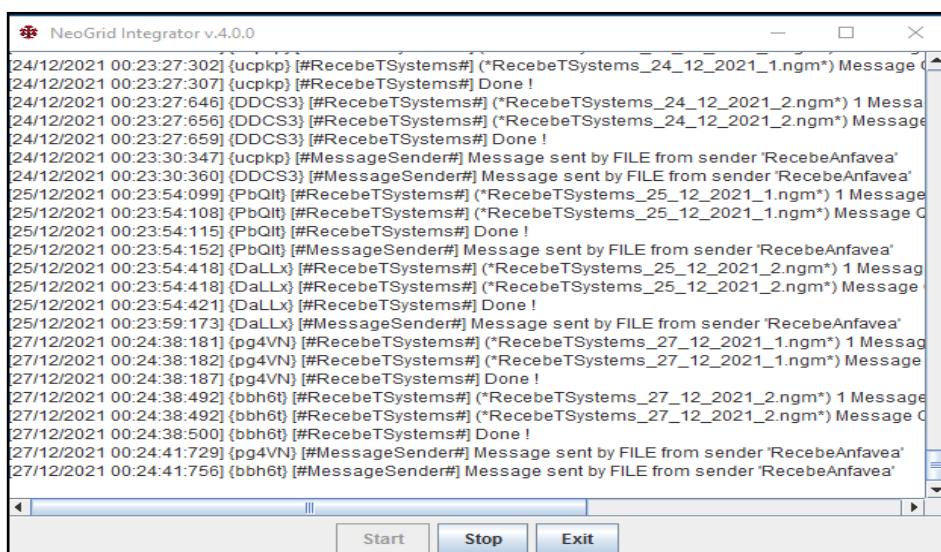 NeoGrid Integrator v.4.0.0
[24/12/2021 00:23:27:302] {ucpkp} [#RecebeTSystems#] (*RecebeTSystems_24_12_2021_1.ngm*) Message
[24/12/2021 00:23:27:307] {ucpkp} [#RecebeTSystems#] Done !
[24/12/2021 00:23:27:646] {DDCS3} [#RecebeTSystems#] (*RecebeTSystems_24_12_2021_2.ngm*) 1 Messa
[24/12/2021 00:23:27:656] {DDCS3} [#RecebeTSystems#] (*RecebeTSystems_24_12_2021_2.ngm*) Message
[24/12/2021 00:23:27:659] {DDCS3} [#RecebeTSystems#] Done !
[24/12/2021 00:23:30:347] {ucpkp} [#MessageSender#] Message sent by FILE from sender 'RecebeAnfavea'
[24/12/2021 00:23:30:360] {DDCS3} [#MessageSender#] Message sent by FILE from sender 'RecebeAnfavea'
[25/12/2021 00:23:54:099] {PbQlt} [#RecebeTSystems#] (*RecebeTSystems_25_12_2021_1.ngm*) 1 Message
[25/12/2021 00:23:54:108] {PbQlt} [#RecebeTSystems#] (*RecebeTSystems_25_12_2021_1.ngm*) Message
[25/12/2021 00:23:54:115] {PbQlt} [#RecebeTSystems#] Done !
[25/12/2021 00:23:54:152] {PbQlt} [#MessageSender#] Message sent by FILE from sender 'RecebeAnfavea'
[25/12/2021 00:23:54:418] {DaLLx} [#RecebeTSystems#] (*RecebeTSystems_25_12_2021_2.ngm*) 1 Messag
[25/12/2021 00:23:54:418] {DaLLx} [#RecebeTSystems#] (*RecebeTSystems_25_12_2021_2.ngm*) Message
[25/12/2021 00:23:54:421] {DaLLx} [#RecebeTSystems#] Done !
[25/12/2021 00:23:59:173] {DaLLx} [#MessageSender#] Message sent by FILE from sender 'RecebeAnfavea'
[27/12/2021 00:24:38:181] {pg4VN} [#RecebeTSystems#] (*RecebeTSystems_27_12_2021_1.ngm*) 1 Messag
[27/12/2021 00:24:38:182] {pg4VN} [#RecebeTSystems#] (*RecebeTSystems_27_12_2021_1.ngm*) Message
[27/12/2021 00:24:38:187] {pg4VN} [#RecebeTSystems#] Done !
[27/12/2021 00:24:38:492] {bbh6t} [#RecebeTSystems#] (*RecebeTSystems_27_12_2021_2.ngm*) 1 Message
[27/12/2021 00:24:38:492] {bbh6t} [#RecebeTSystems#] (*RecebeTSystems_27_12_2021_2.ngm*) Message
[27/12/2021 00:24:38:500] {bbh6t} [#RecebeTSystems#] Done !
[27/12/2021 00:24:41:729] {pg4VN} [#MessageSender#] Message sent by FILE from sender 'RecebeAnfavea'
[27/12/2021 00:24:41:756] {bbh6t} [#MessageSender#] Message sent by FILE from sender 'RecebeAnfavea'
Start Stop Exit